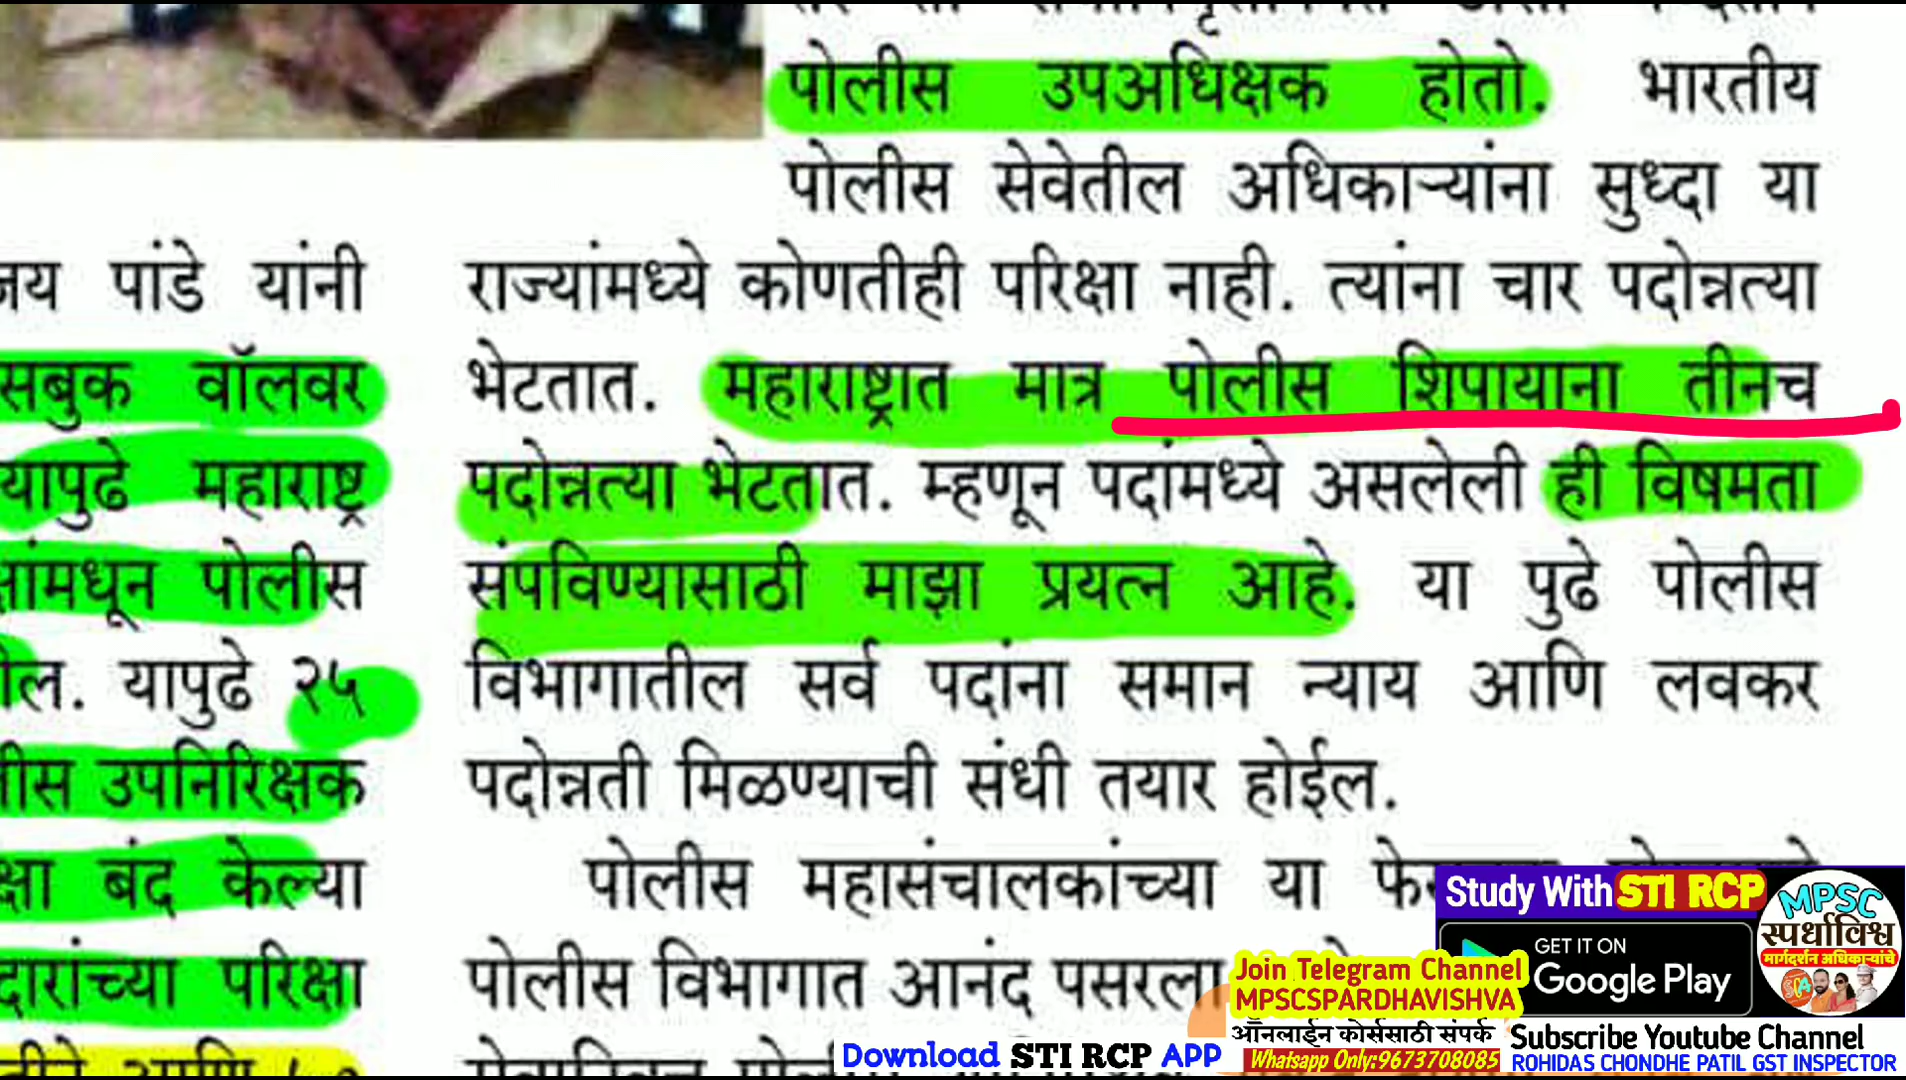 पोलीस उपअधिक्षक होतो. भारतीय
पोलीस सेवेतील अधिकाऱ्यांना सुध्दा या
राज्यांमध्ये कोणतीही परिक्षा नाही. त्यांना चार पदोन्नत्या
भेटतात. महाराष्ट्रात मात्र पोलीस शिपायाना तीनच
पदोन्नत्या भेटतात. म्हणून पदांमध्ये असलेली ही विषमता
संपविण्यासाठी माझा प्रयत्न आहे. या पुढे पोलीस
विभागातील सर्व पदांना समान न्याय आणि लवकर
पदोन्नती मिळण्याची संधी तयार होईल.
पोलीस महासंचालकांच्या या
पोलीस विभागात आनंद पसरला
पांडे यांनी
वॉलवर
यापुढे महाराष्ट्र
पोलीस
यापुढे २५
उपनिरिक्षक
बंद केल्या
परिक्षा
आणि
Study With STI RCP
GET IT ON
Google Play
MPSC
स्पर्धाविश्व
मार्गदर्शन अधिकाऱ्यांचे
Join Telegram Channel
MPSCSPARDHAVISHVA
ऑनलाईन कोर्ससाठी संपर्क
Whatsapp Only:9673708085
Download STI RCP APP
Subscribe Youtube Channel
ROHIDAS CHONDHE PATIL GST INSPECTOR